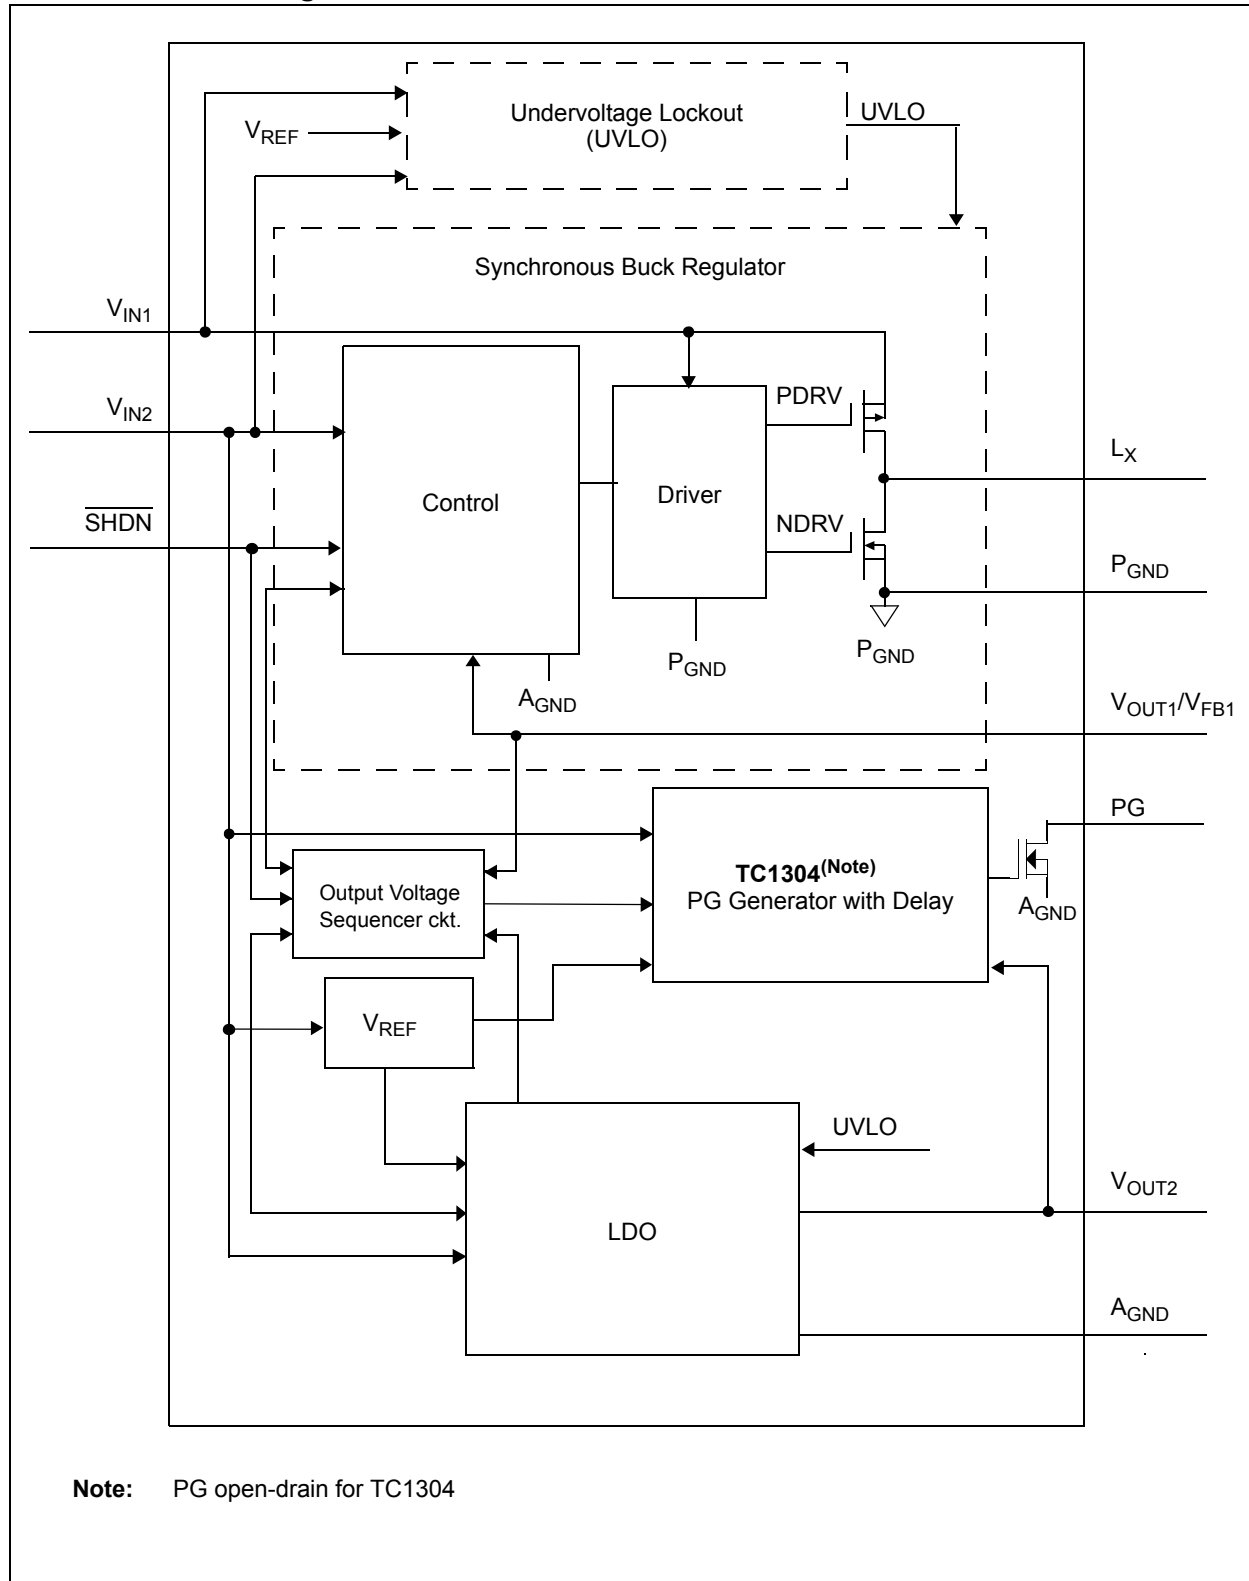 Undervoltage Lockout
(UVLO)
UVLO
VREF
Synchronous Buck Regulator
VIN1
VIN2
PDRV
LX
Control
Driver
SHDN
NDRV
PGND
PGND
PGND
AGND
VOUT1/VFB1
PG
TC1304(Note)
PG Generator with Delay
AGND
Output Voltage
Sequencer ckt.
VREF
UVLO
VOUT2
LDO
AGND
Note: PG open-drain for TC1304